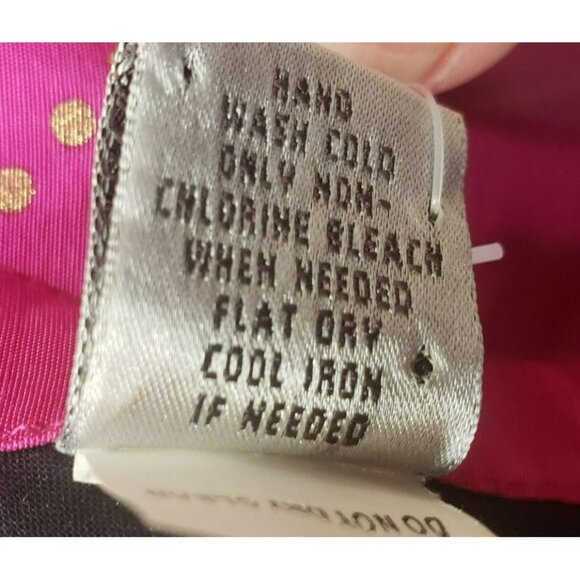 HAND
WASH COLD
ONLY NON-
CHLORINE BLEACH
WHEN NEEDED
FLAT DRY
COOL IRON
IF NEEDED
DO NOT DRY CLEAN